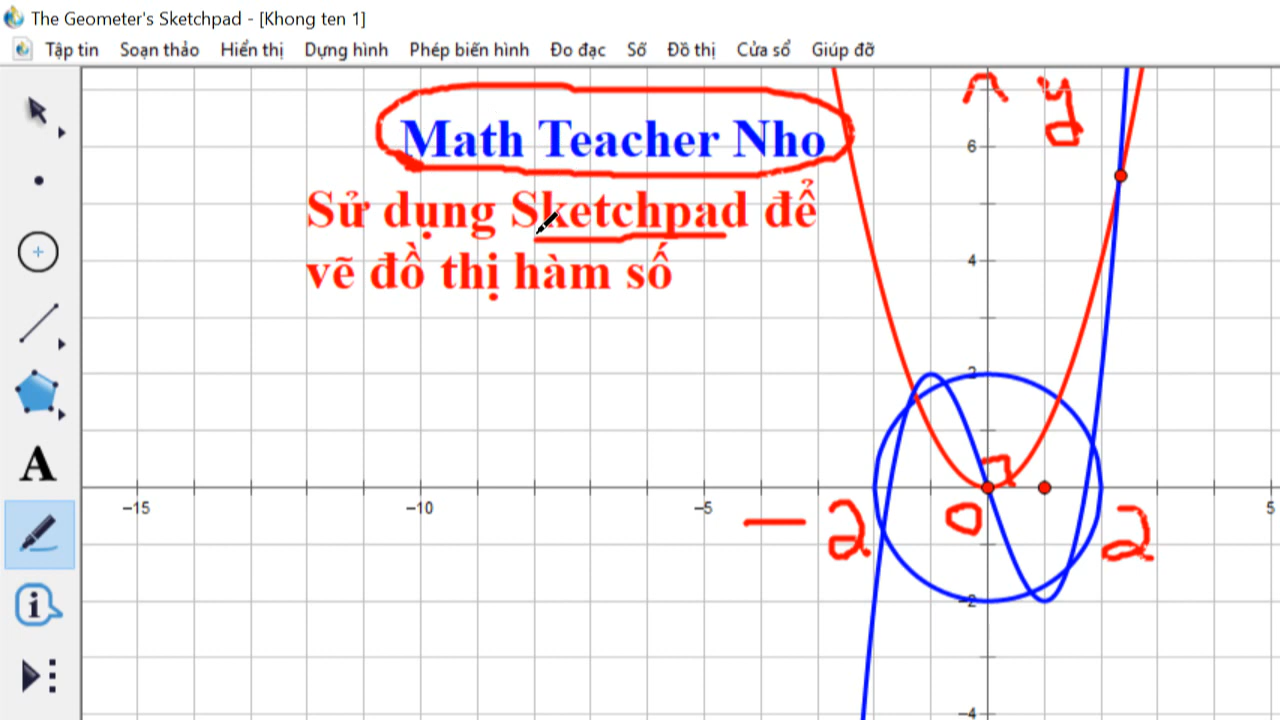 The Geometer's Sketchpad - [Khong ten 1]
Tập tin Soạn thảo Hiển thị Dựng hình Phép biến hình Đo đạc Số Đồ thị Cửa sổ Giúp đỡ
Math Teacher Nho
Sử dụng Sketchpad để
vẽ đồ thị hàm số
y
6
4
2
-15 -10 -5 5
- 2 0 2
-2
-4
A
i